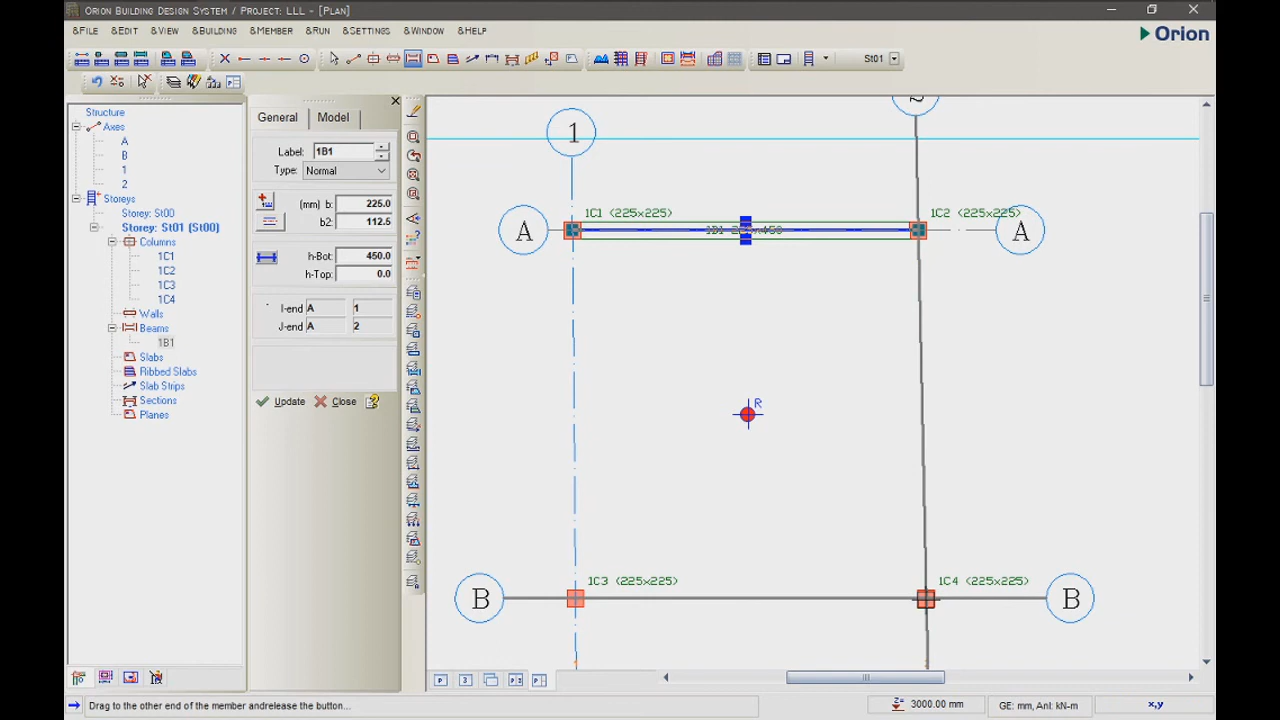 ORION BUILDING DESIGN SYSTEM / PROJECT: LLL - [PLAN]
&FILE &EDIT &VIEW &BUILDING &MEMBER &RUN &SETTINGS &WINDOW &HELP
Orion
St01
Structure
Axes
A
B
1
2
Storeys
Storey: St00
Storey: St01 (St00)
Columns
1C1
1C2
1C3
1C4
Walls
Beams
1B1
Slabs
Ribbed Slabs
Slab Strips
Sections
Planes
General Model
Label: 1B1
Type: Normal
(mm) b: 225.0
b2: 112.5
h-Bot: 450.0
h-Top: 0.0
I-end A 1
J-end A 2
Update Close
1
2
1C1 (225x225)
1C2 (225x225)
A
A
R
1C3 (225x225)
1C4 (225x225)
B
B
Drag to the other end of the member andrelease the button...
Z= 3000.00 mm
GE: mm, Anl: kN-m
x,y